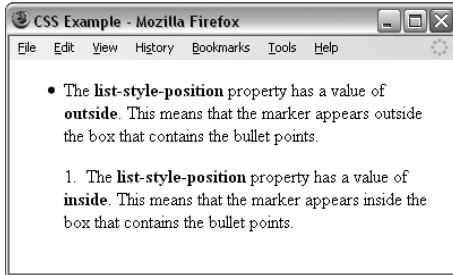 CSS Example - Mozilla Firefox
File Edit View History Bookmarks Tools Help
• The list-style-position property has a value of
outside. This means that the marker appears outside
the box that contains the bullet points.
1. The list-style-position property has a value of
inside. This means that the marker appears inside the
box that contains the bullet points.